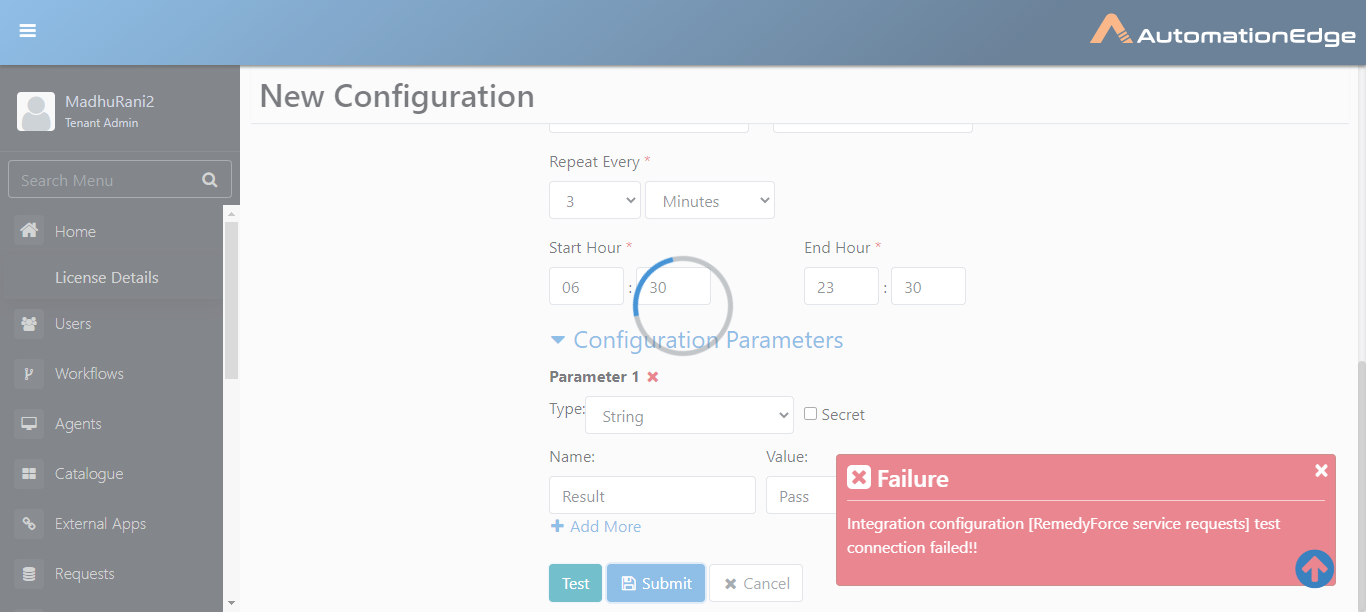 AutomationEdge
MadhuRani2
Tenant Admin
New Configuration
Search Menu
Home
License Details
Users
Workflows
Agents
Catalogue
External Apps
Requests
Repeat Every *
3 Minutes
Start Hour * End Hour *
06 : 30 23 : 30
Configuration Parameters
Parameter 1
Type: String Secret
Name: Value:
Result Pass
Add More
Test Submit Cancel
Failure
Integration configuration [RemedyForce service requests] test
connection failed!!